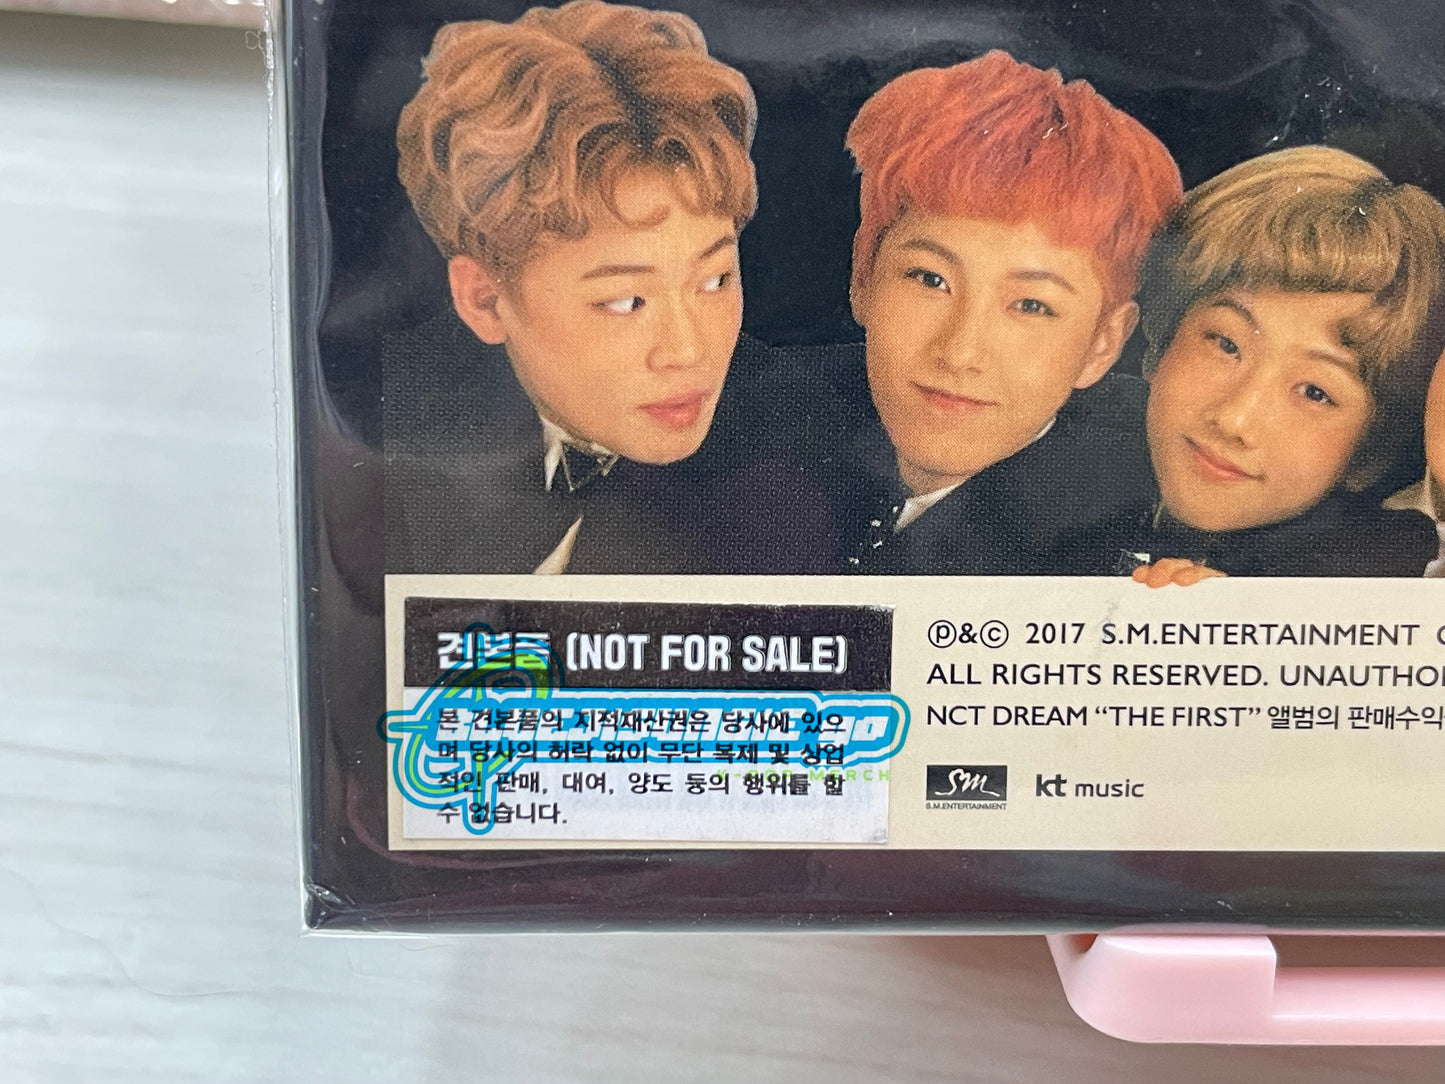 견본품 (NOT FOR SALE)
본 견본품의 지적재산권은 당사에 있으
며 당사의 허락 없이 무단 복제 및 상업
적인 판매, 대여, 양도 등의 행위를 할
수 없습니다.
K-POP MERCH
ⓟ&ⓒ 2017 S.M.ENTERTAINMENT
ALL RIGHTS RESERVED. UNAUTHO
NCT DREAM “THE FIRST” 앨범의 판매수익
SM
S.M.ENTERTAINMENT
kt music